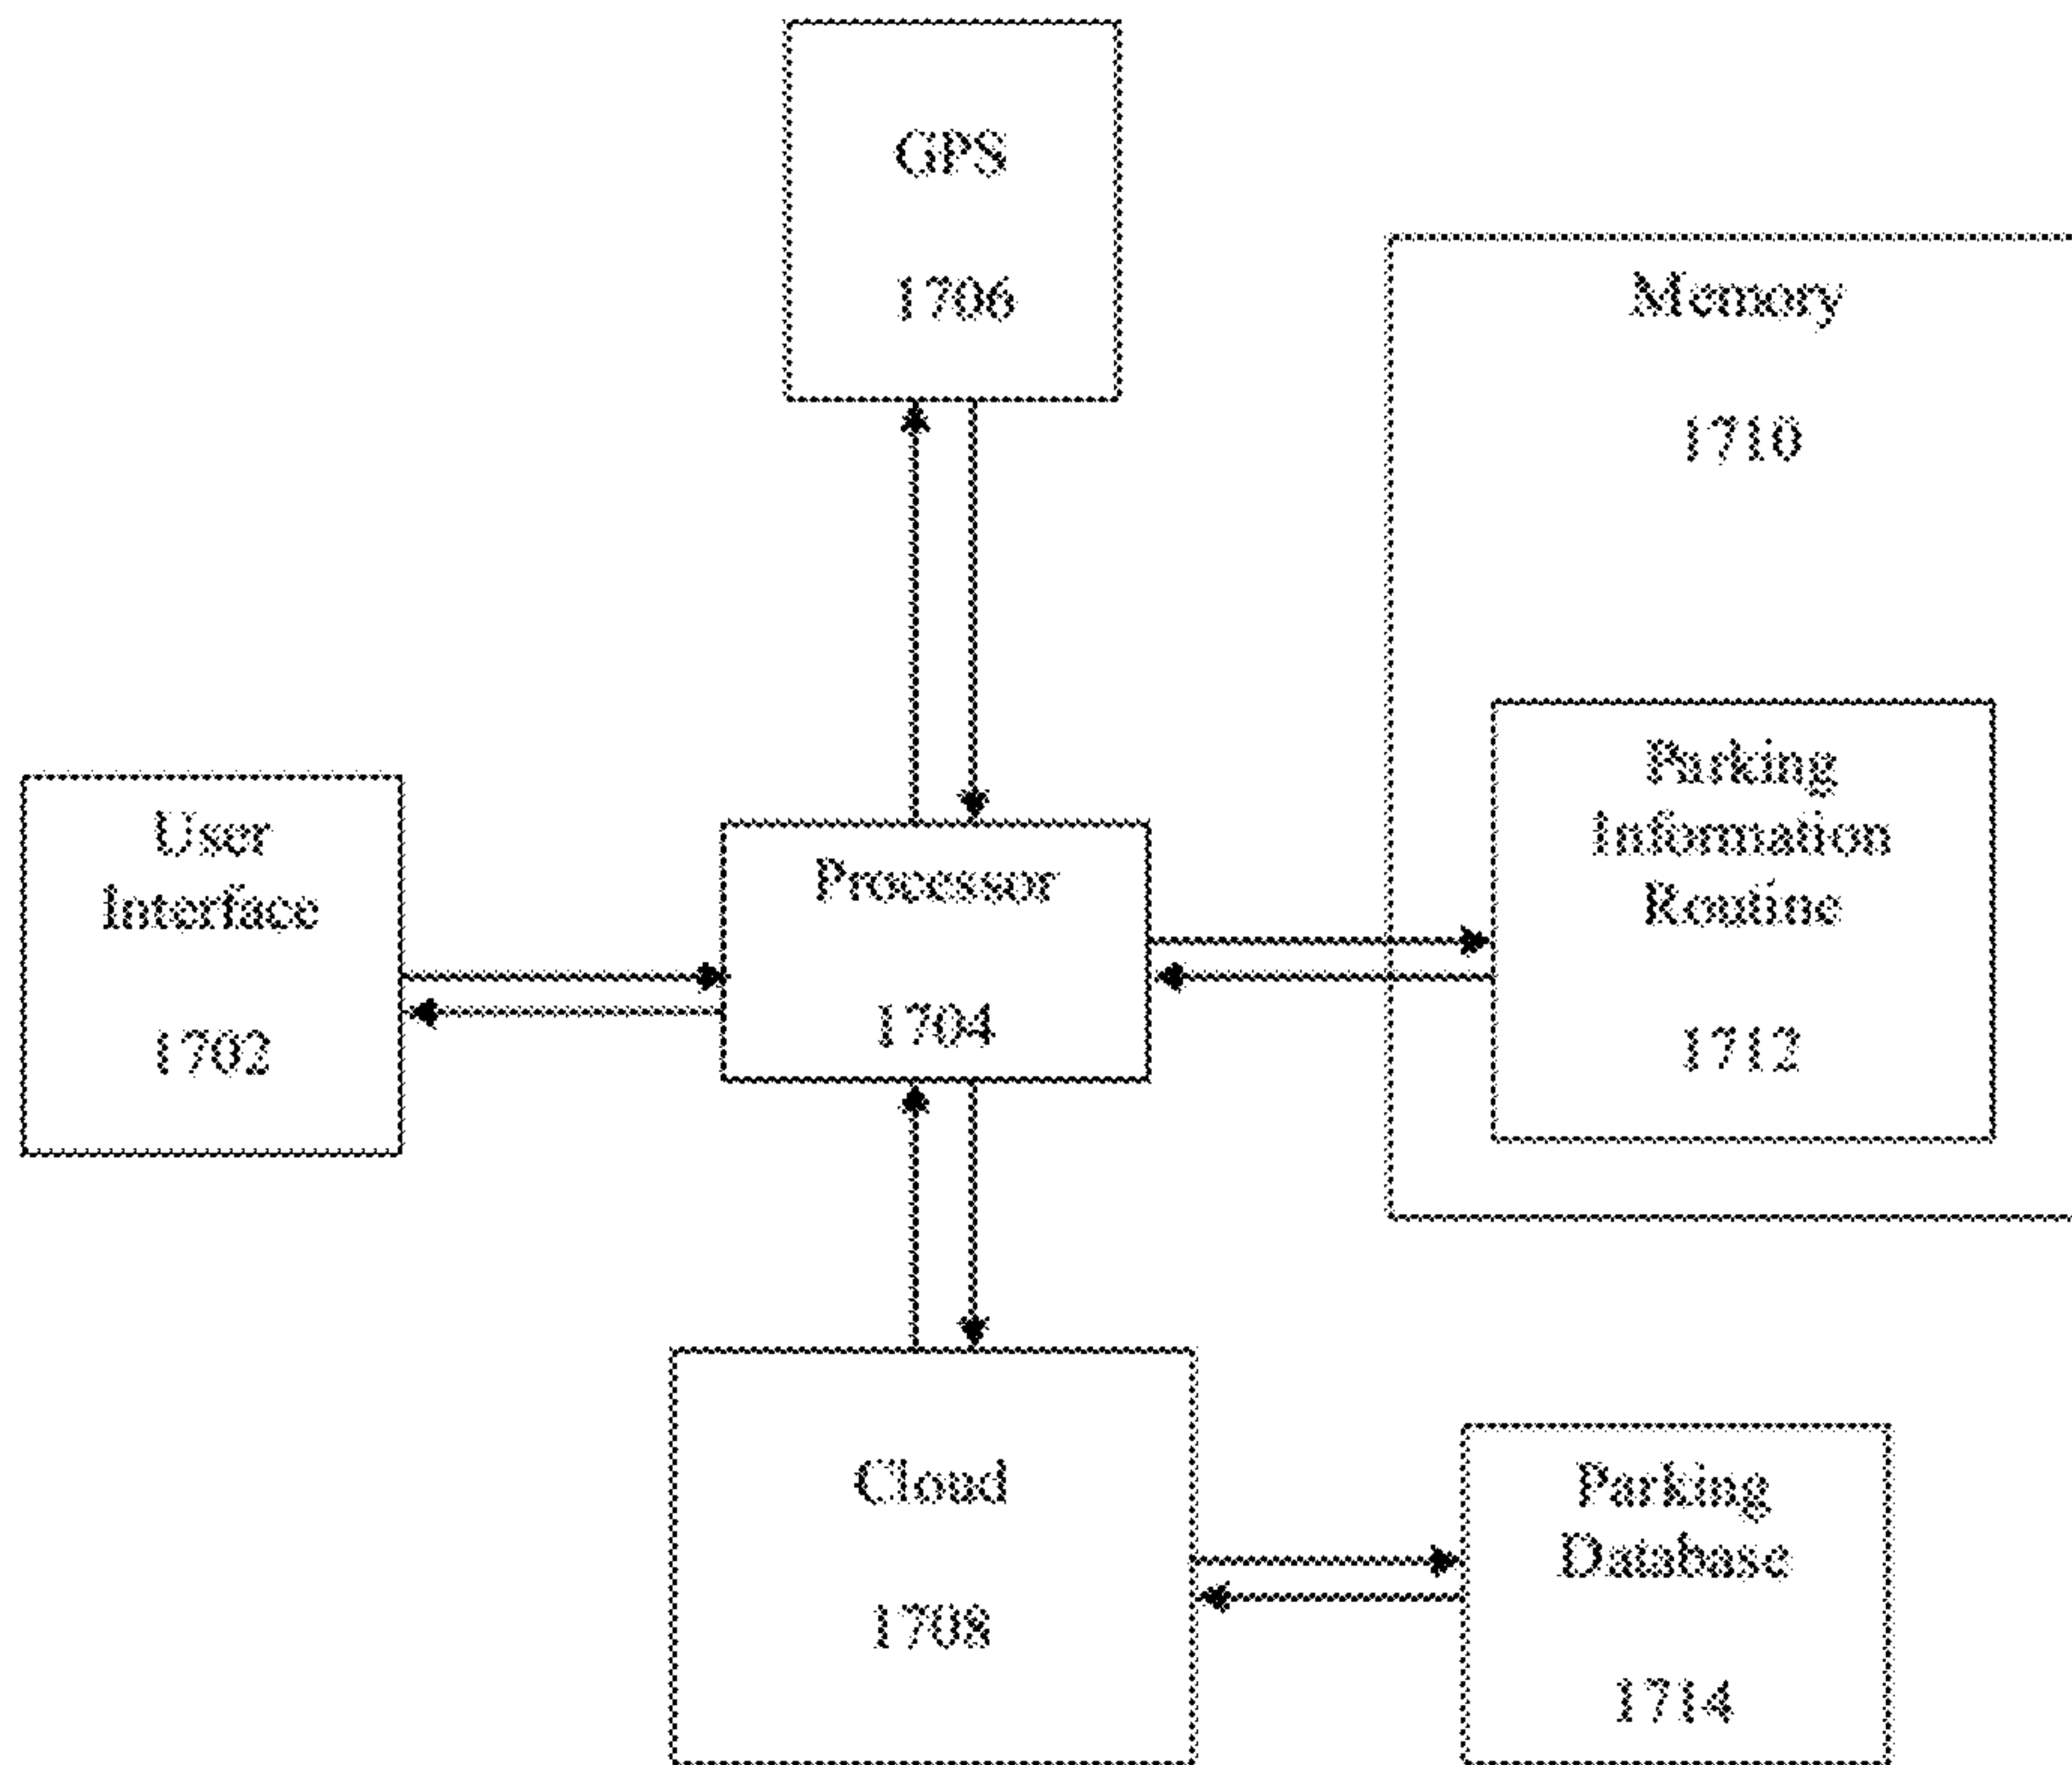 GPS
1706
Memory
1710
User
Interface
1702
Processor
1704
Parking
Information
Routine
1712
Cloud
1708
Parking
Database
1714